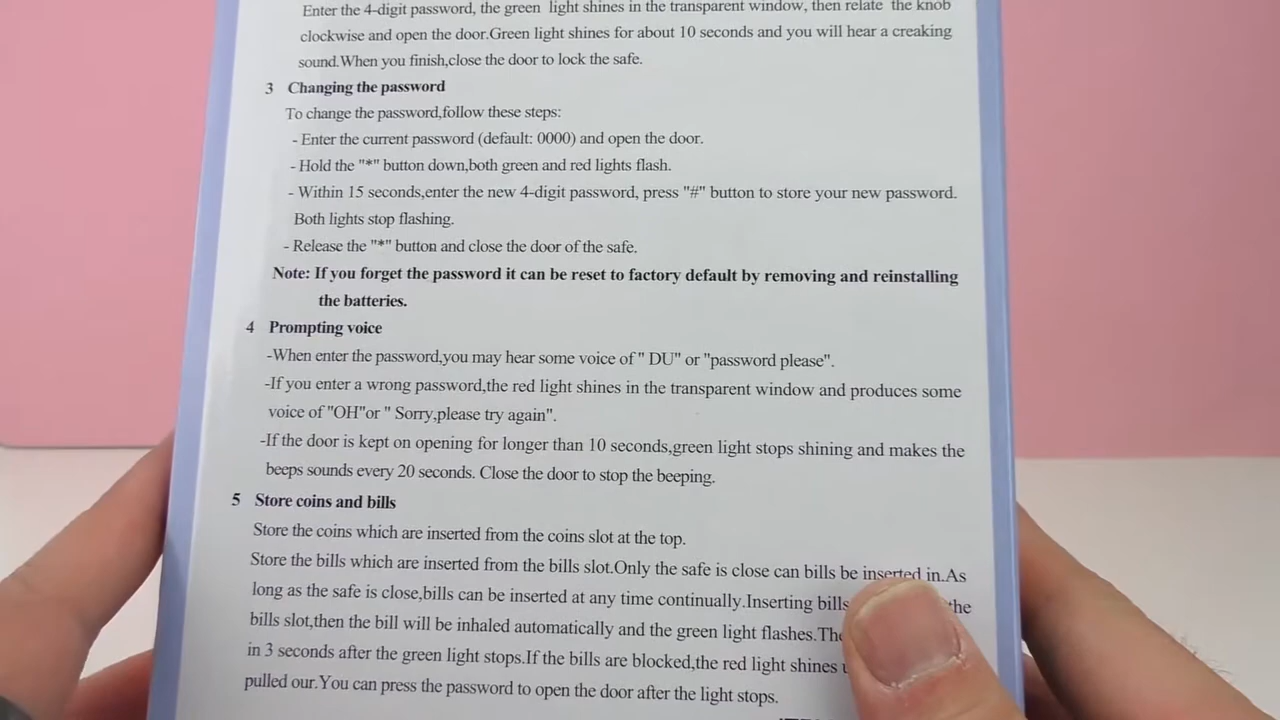 Enter the 4-digit password, the green light shines in the transparent window, then relate the knob
clockwise and open the door.Green light shines for about 10 seconds and you will hear a creaking
sound.When you finish,close the door to lock the safe.
3 Changing the password
To change the password,follow these steps:
- Enter the current password (default: 0000) and open the door.
- Hold the "*" button down,both green and red lights flash.
- Within 15 seconds,enter the new 4-digit password, press "#" button to store your new password.
Both lights stop flashing.
- Release the "*" button and close the door of the safe.
Note: If you forget the password it can be reset to factory default by removing and reinstalling
the batteries.
4 Prompting voice
-When enter the password,you may hear some voice of " DU" or "password please".
-If you enter a wrong password,the red light shines in the transparent window and produces some
voice of "OH"or " Sorry,please try again".
-If the door is kept on opening for longer than 10 seconds,green light stops shining and makes the
beeps sounds every 20 seconds. Close the door to stop the beeping.
5 Store coins and bills
Store the coins which are inserted from the coins slot at the top.
Store the bills which are inserted from the bills slot.Only the safe is close can bills be inserted in.As
long as the safe is close,bills can be inserted at any time continually.Inserting bills the
bills slot,then the bill will be inhaled automatically and the green light flashes.
in 3 seconds after the green light stops.If the bills are blocked,the red light shines
pulled our.You can press the password to open the door after the light stops.